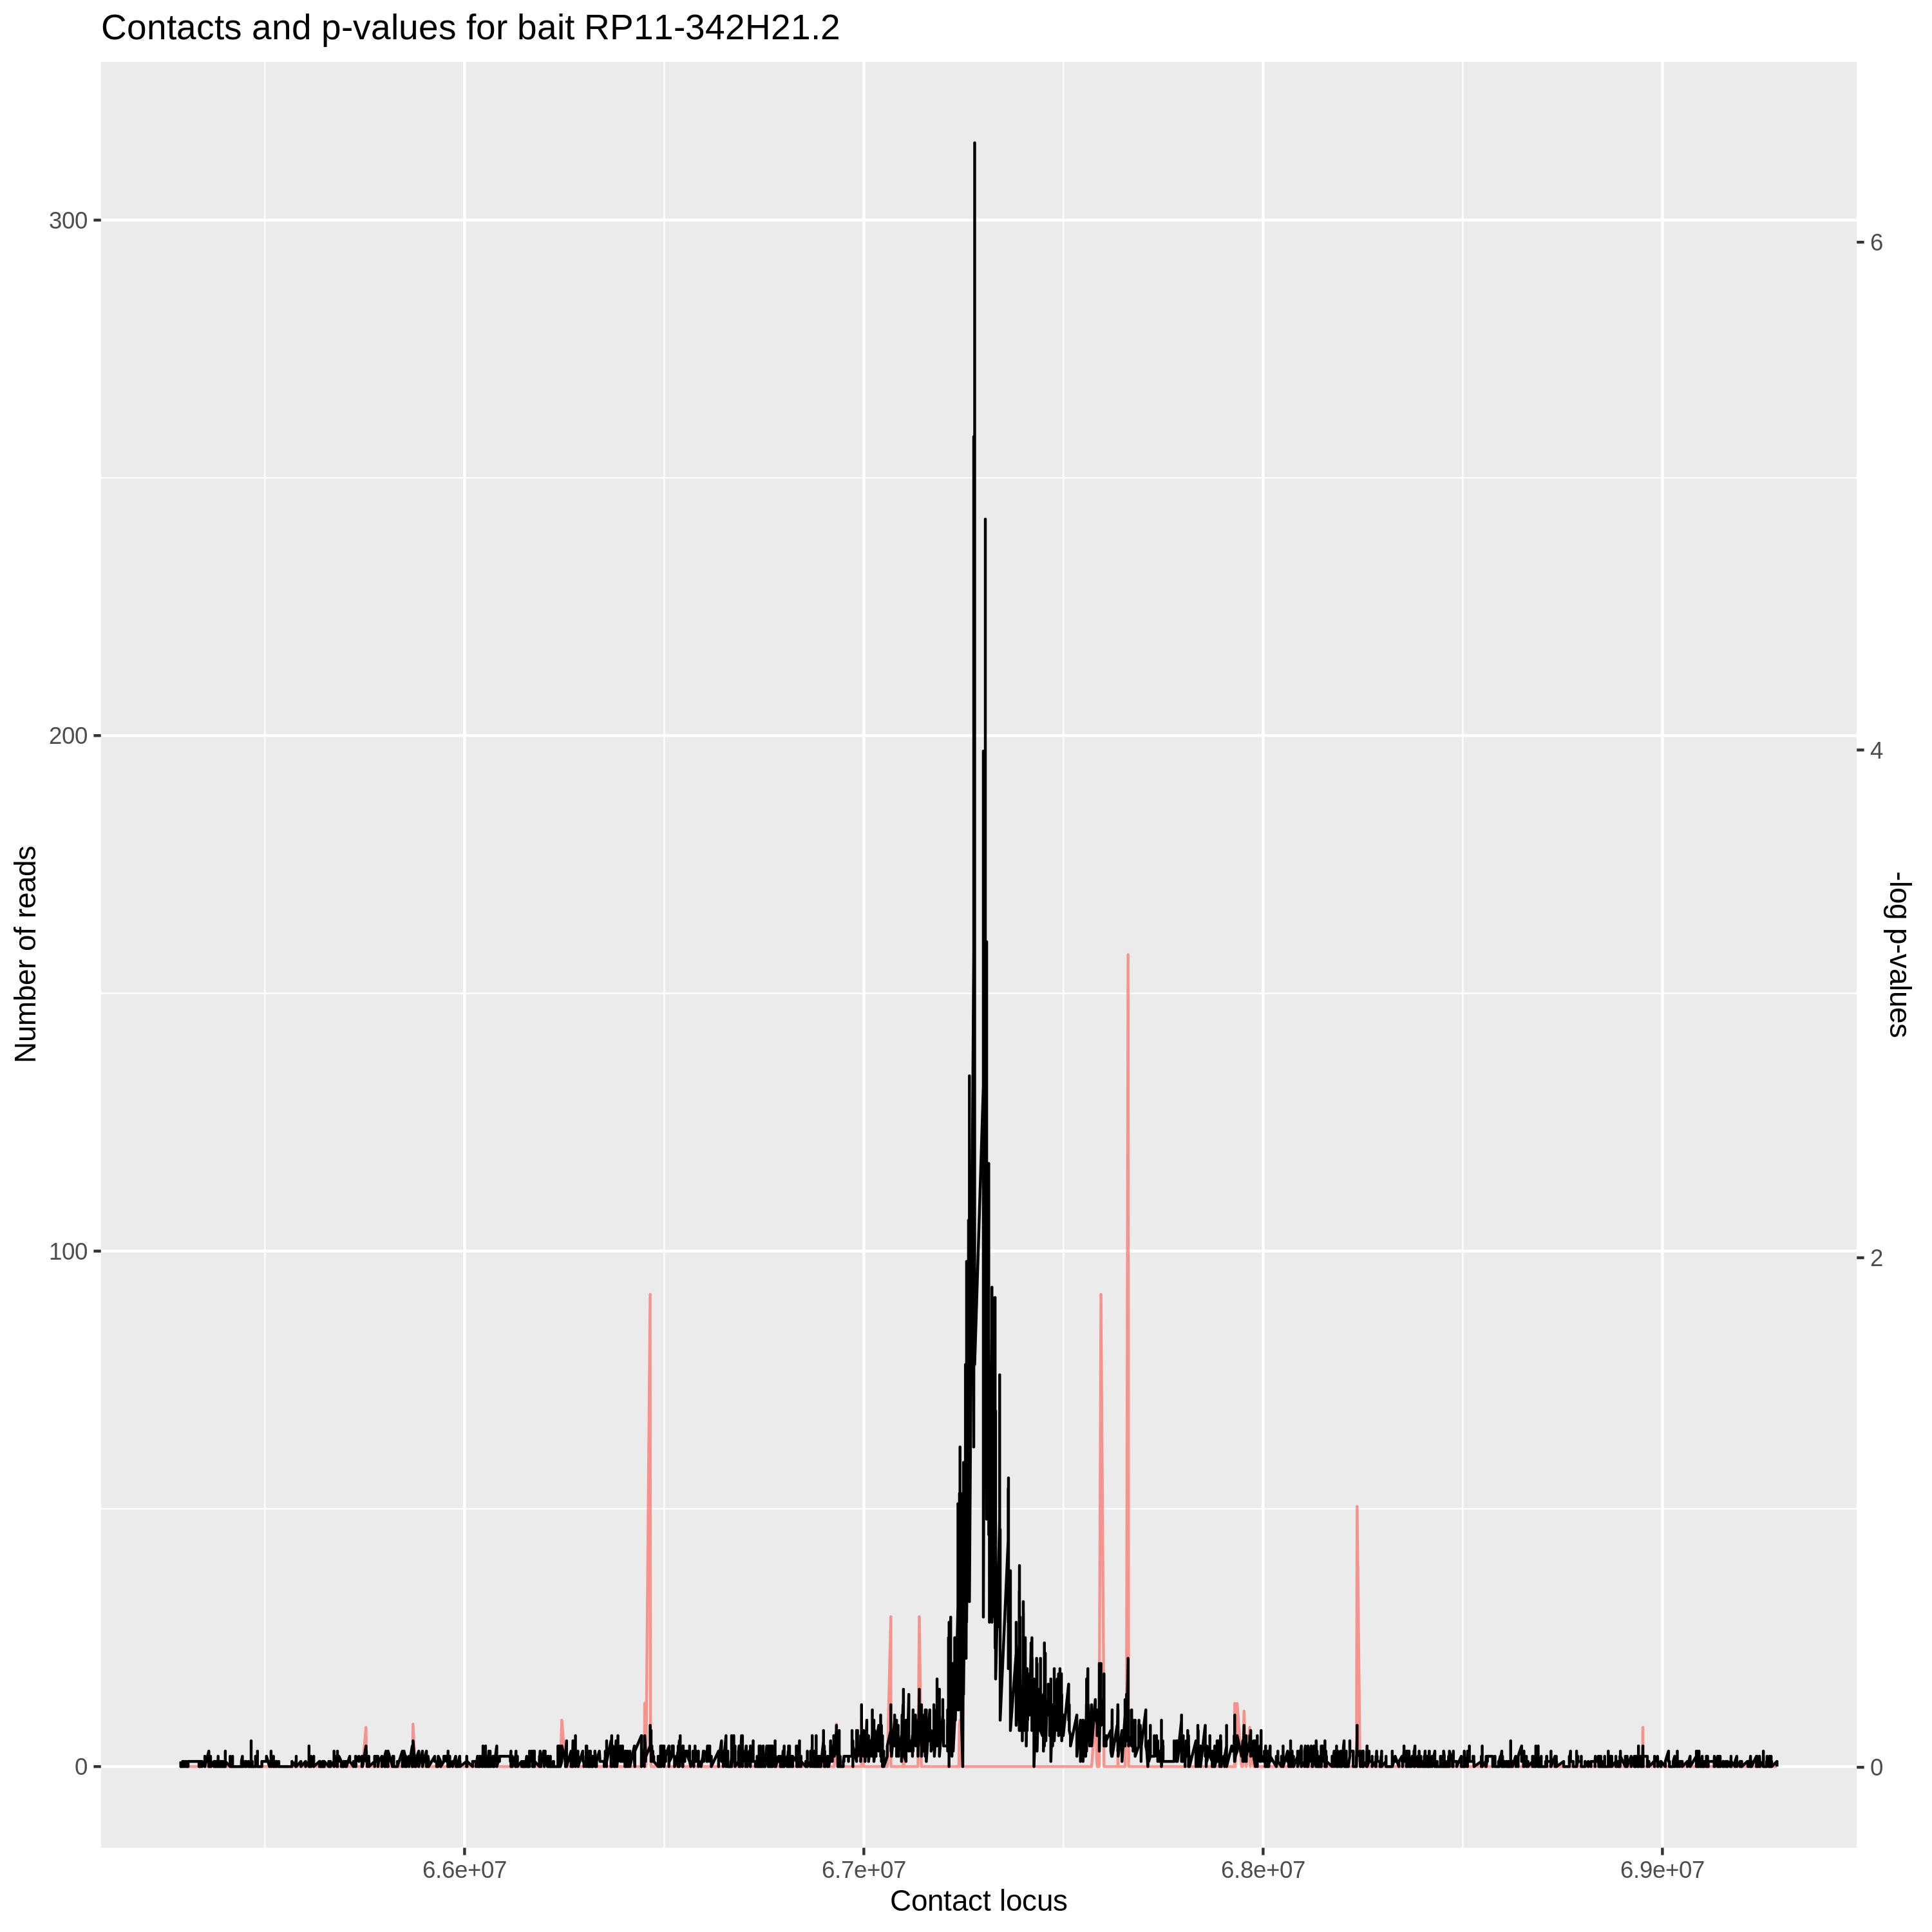 Contacts and p-values for bait RP11-342H21.2
300
200
100
0
6
4
2
0
Number of reads
-log p-values
6.6e+07
6.7e+07
6.8e+07
6.9e+07
Contact locus